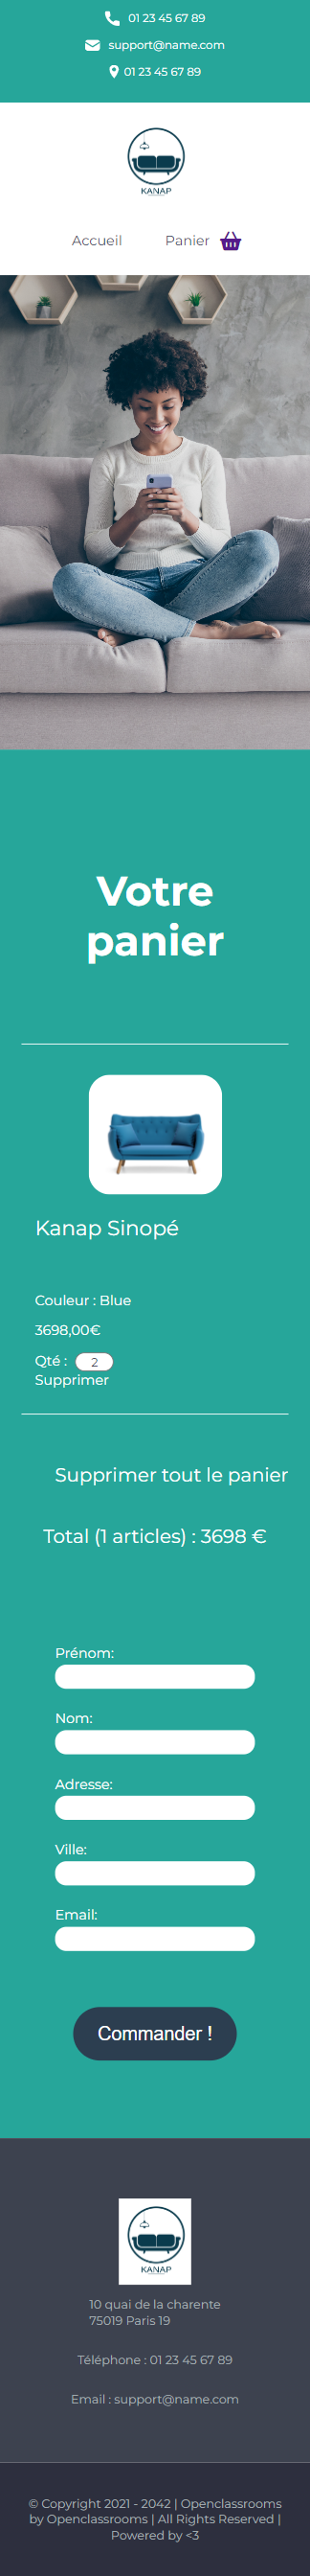 01 23 45 67 89
support@name.com
01 23 45 67 89
KANAP
Accueil
Panier
Votre
panier
Kanap Sinopé
Couleur : Blue
3698,00€
Qté : 2
Supprimer
Supprimer tout le panier
Total (1 articles) : 3698 €
Prénom:
Nom:
Adresse:
Ville:
Email:
Commander !
KANAP
10 quai de la charente
75019 Paris 19
Téléphone : 01 23 45 67 89
Email : support@name.com
© Copyright 2021 - 2042 | Openclassrooms
by Openclassrooms | All Rights Reserved |
Powered by <3